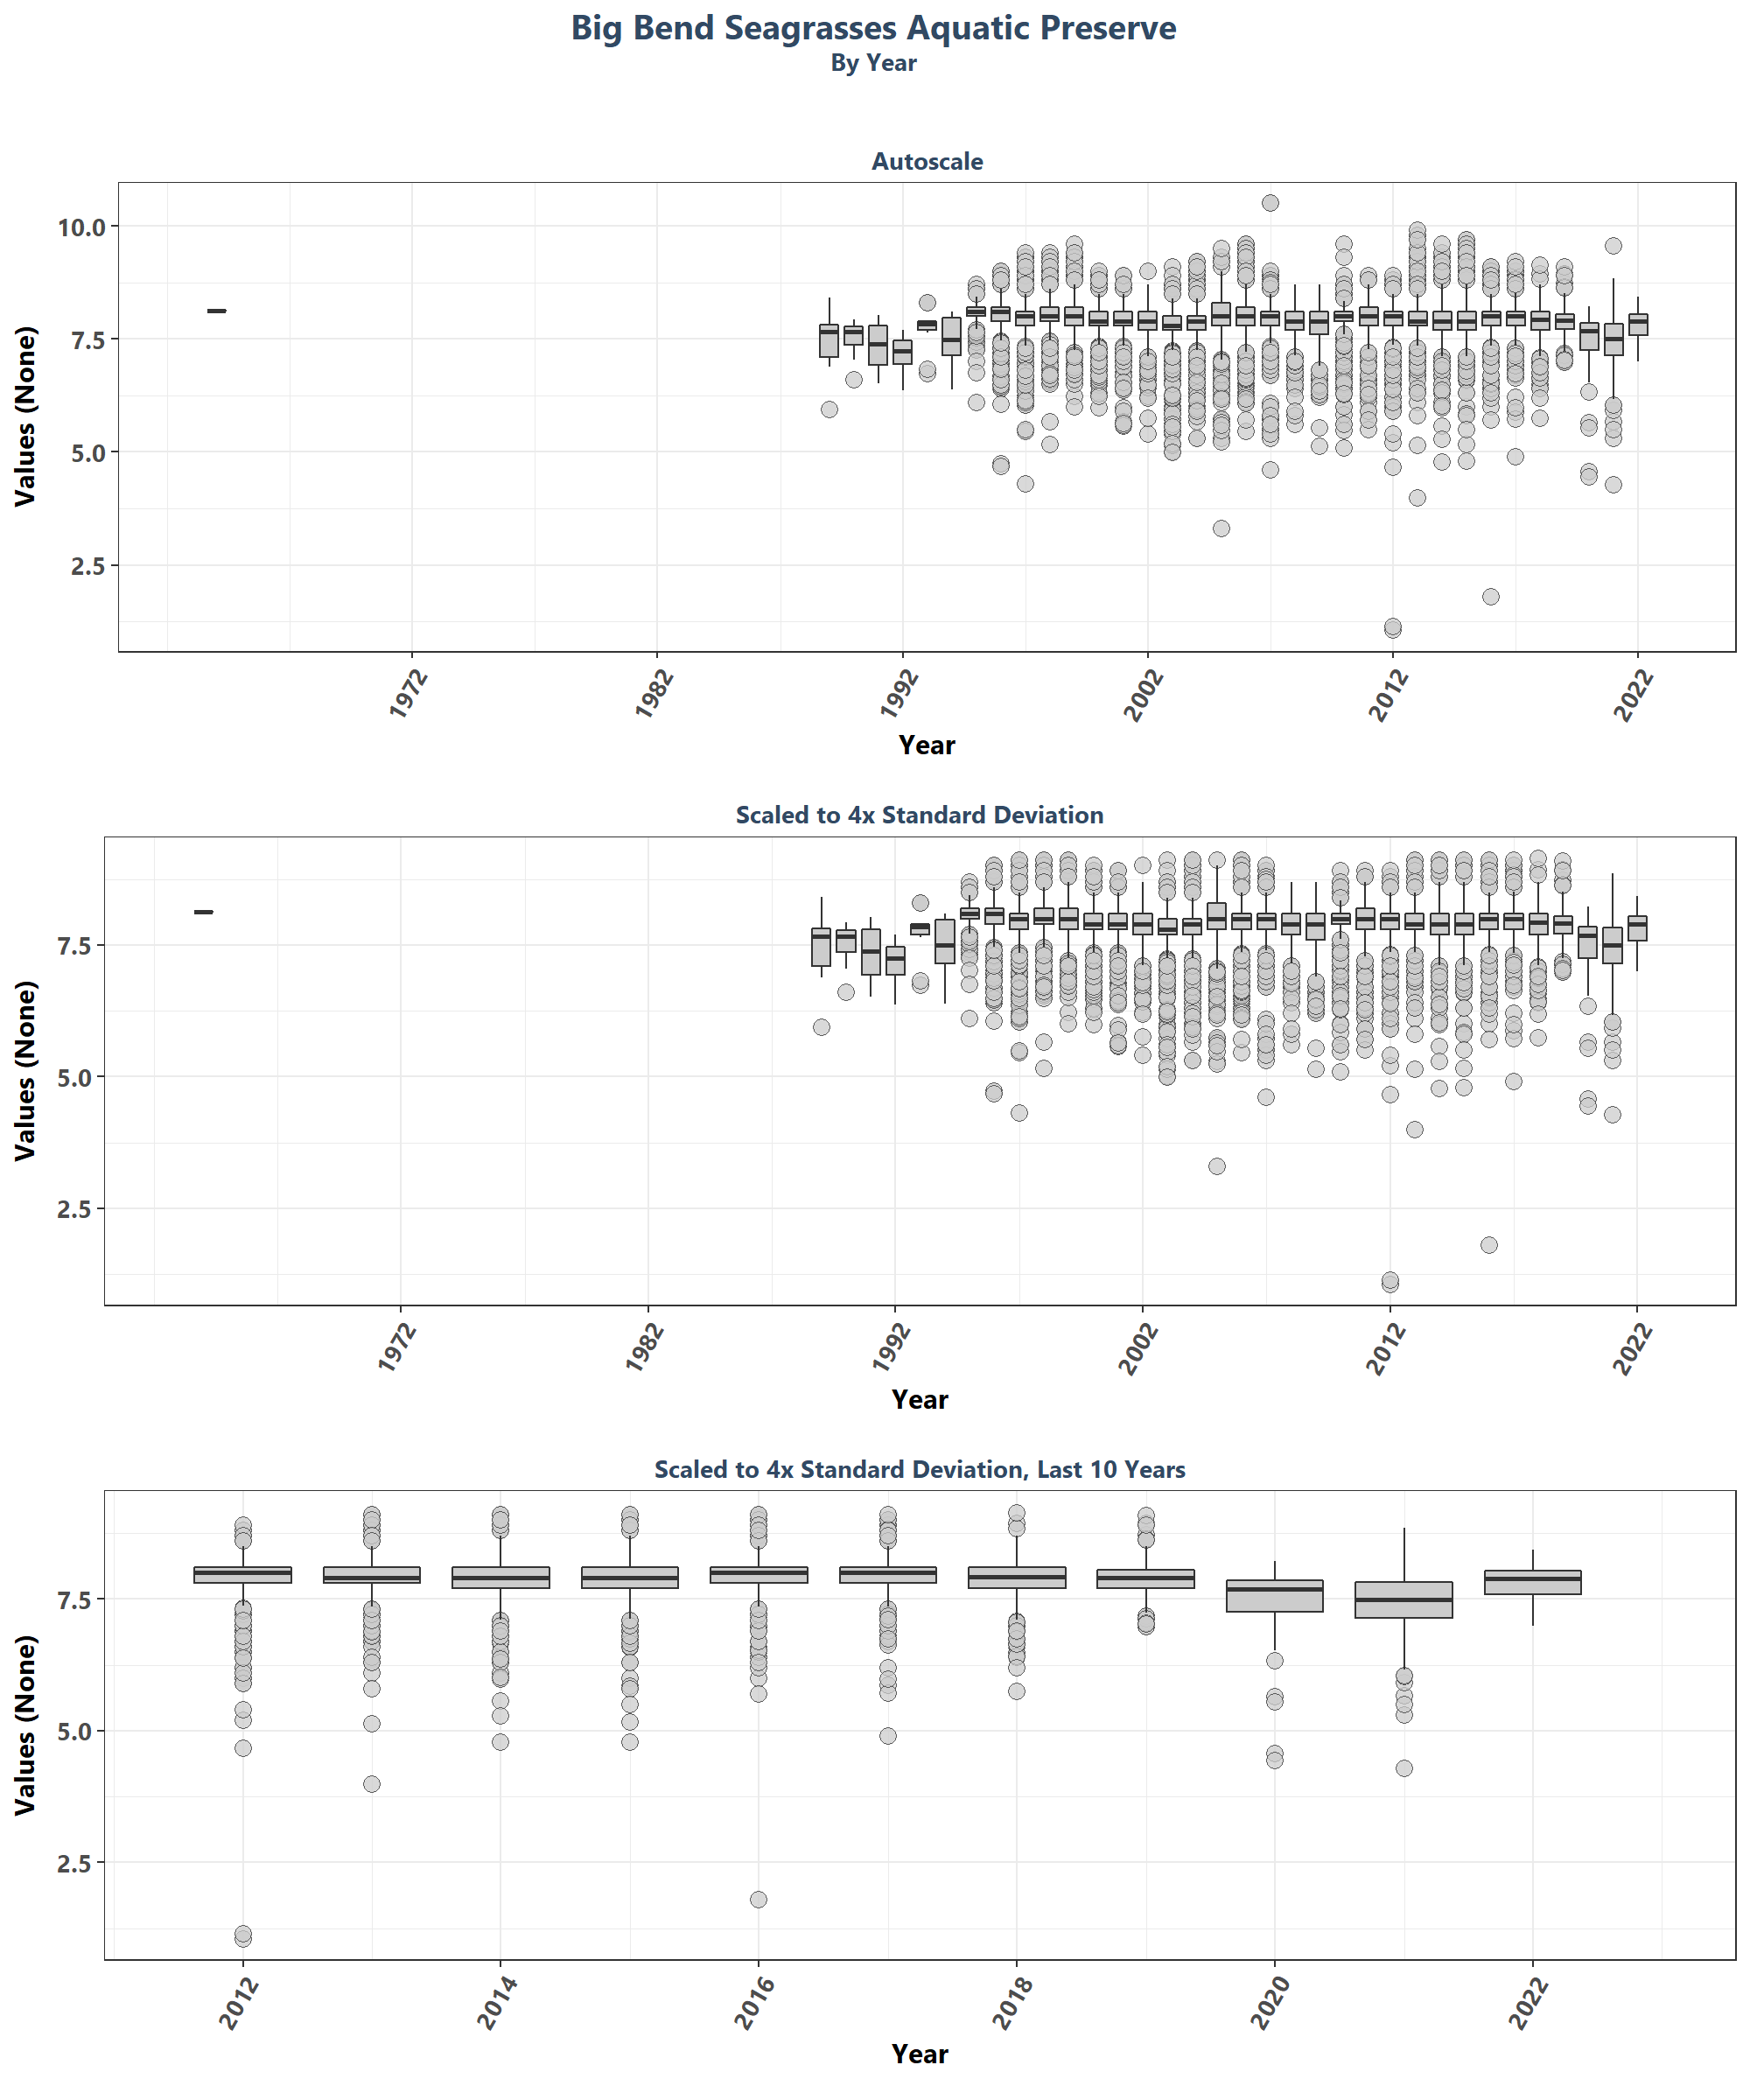 Big Bend Seagrasses Aquatic Preserve
By Year
Autoscale
Values (None)
10.0
7.5
5.0
2.5
1972
1982
1992
2002
2012
2022
Year
Scaled to 4x Standard Deviation
Values (None)
7.5
5.0
2.5
1972
1982
1992
2002
2012
2022
Year
Scaled to 4x Standard Deviation, Last 10 Years
Values (None)
7.5
5.0
2.5
2012
2014
2016
2018
2020
2022
Year